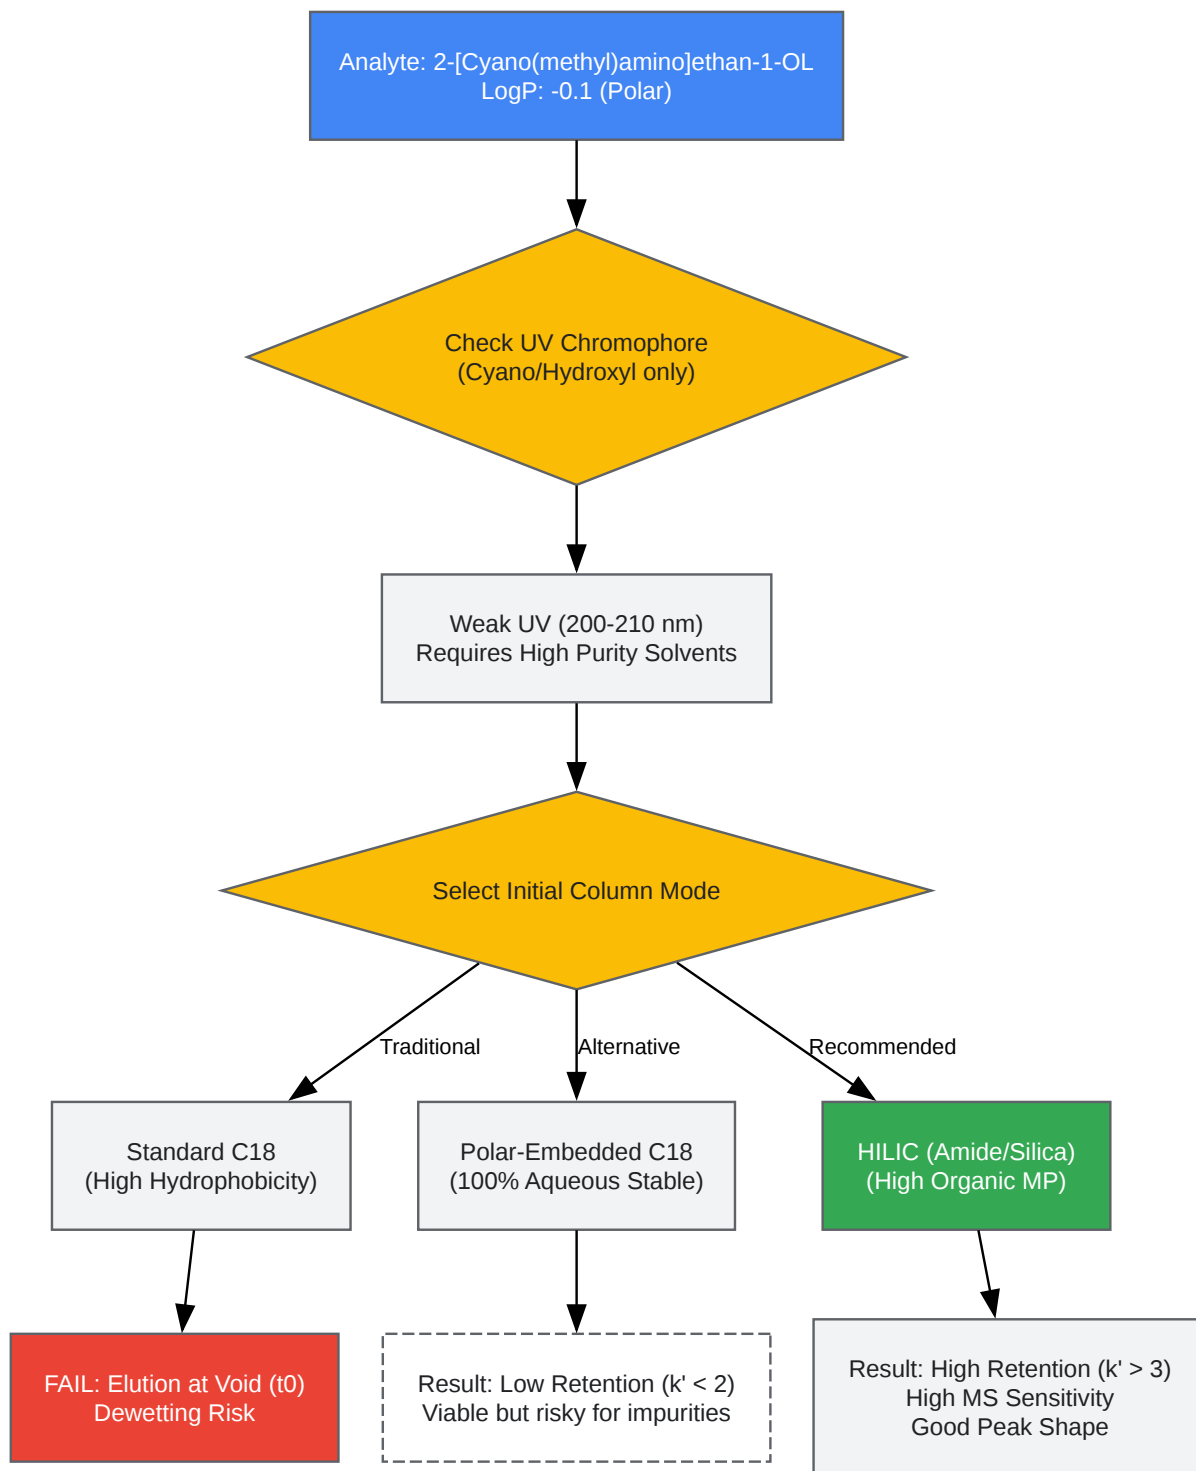 Analyte: 2-[Cyano(methyl)amino]ethan-1-OL
LogP: -0.1 (Polar)
Check UV Chromophore
(Cyano/Hydroxyl only)
Weak UV (200-210 nm)
Requires High Purity Solvents
Select Initial Column Mode
Traditional
Alternative
Recommended
Standard C18
(High Hydrophobicity)
Polar-Embedded C18
(100% Aqueous Stable)
HILIC (Amide/Silica)
(High Organic MP)
FAIL: Elution at Void (t0)
Dewetting Risk
Result: Low Retention (k' < 2)
Viable but risky for impurities
Result: High Retention (k' > 3)
High MS Sensitivity
Good Peak Shape